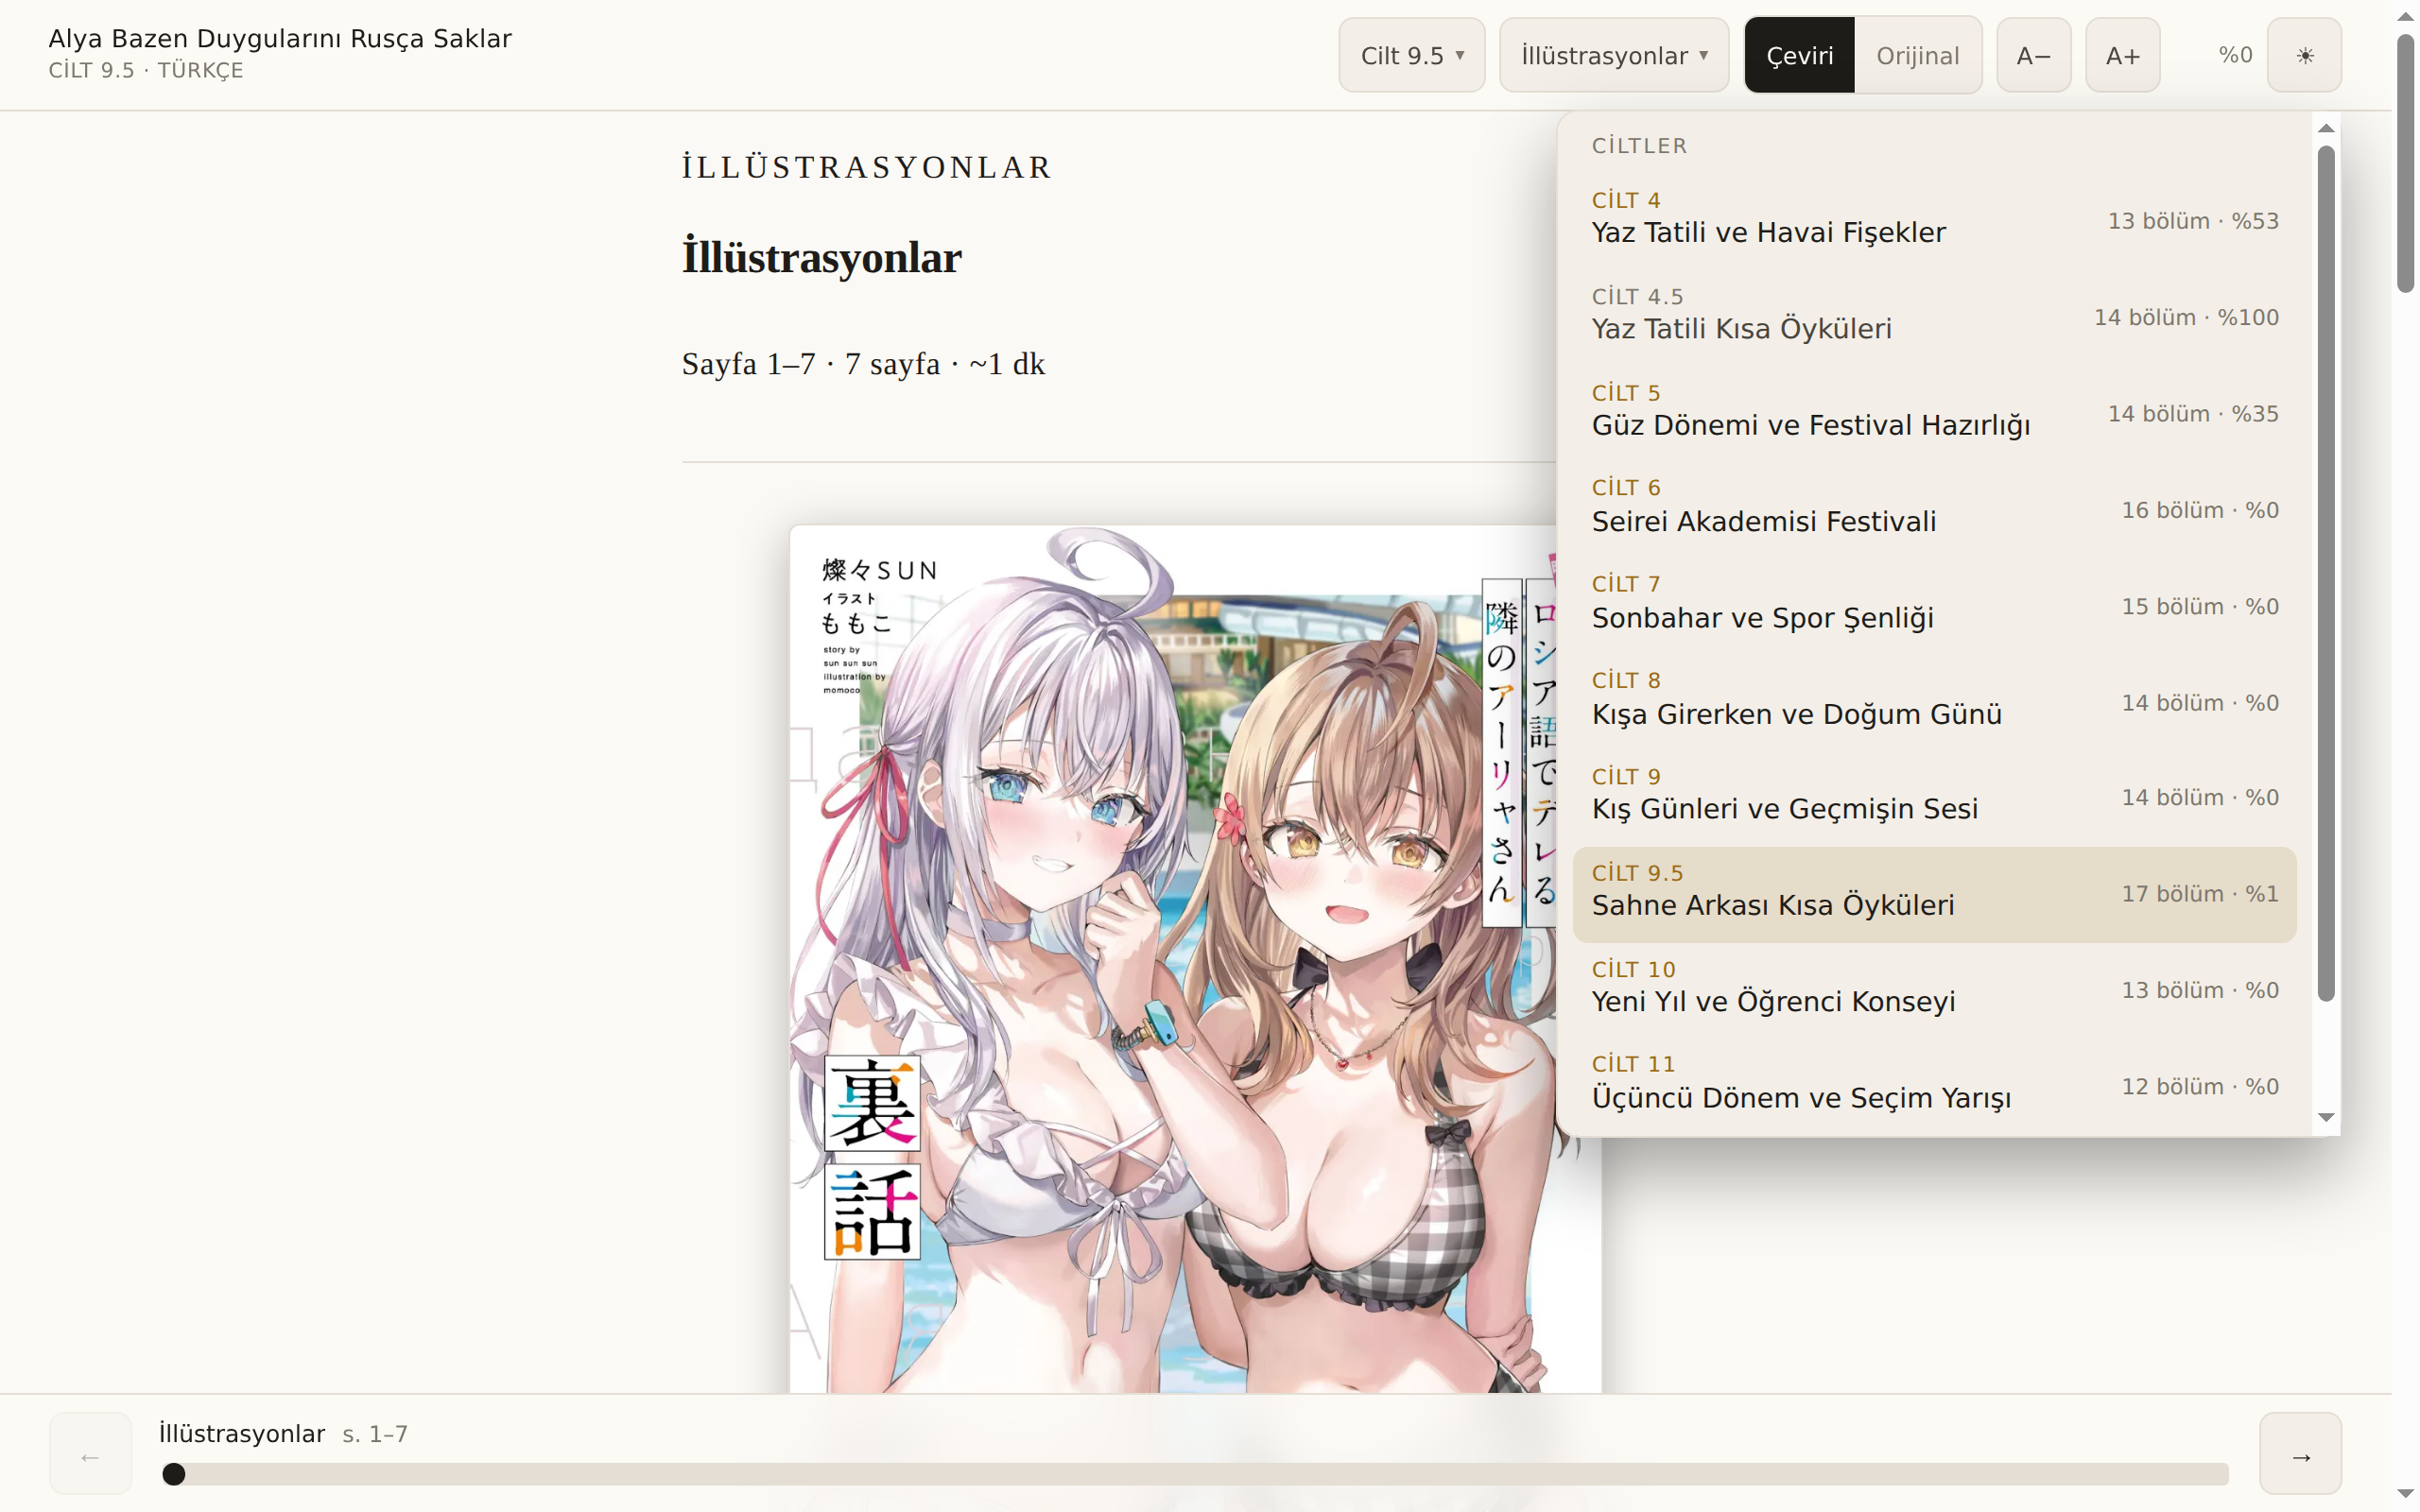 Alya Bazen Duygularını Rusça Saklar
CİLT 9.5 · TÜRKÇE
Cilt 9.5 ▾
İllüstrasyonlar ▾
Çeviri
Orijinal
A−
A+
%0
☀
İLLÜSTRASYONLAR
İllüstrasyonlar
Sayfa 1–7 · 7 sayfa · ~1 dk
燦々SUN
イラスト
ももこ
story by
sun sun sun
illustration by
momoco
ロシア語でデレる
隣のアーリャさん
裏話
CİLTLER
CİLT 4
Yaz Tatili ve Havai Fişekler
13 bölüm · %53
CİLT 4.5
Yaz Tatili Kısa Öyküleri
14 bölüm · %100
CİLT 5
Güz Dönemi ve Festival Hazırlığı
14 bölüm · %35
CİLT 6
Seirei Akademisi Festivali
16 bölüm · %0
CİLT 7
Sonbahar ve Spor Şenliği
15 bölüm · %0
CİLT 8
Kışa Girerken ve Doğum Günü
14 bölüm · %0
CİLT 9
Kış Günleri ve Geçmişin Sesi
14 bölüm · %0
CİLT 9.5
Sahne Arkası Kısa Öyküleri
17 bölüm · %1
CİLT 10
Yeni Yıl ve Öğrenci Konseyi
13 bölüm · %0
CİLT 11
Üçüncü Dönem ve Seçim Yarışı
12 bölüm · %0
←
İllüstrasyonlar s. 1–7
→